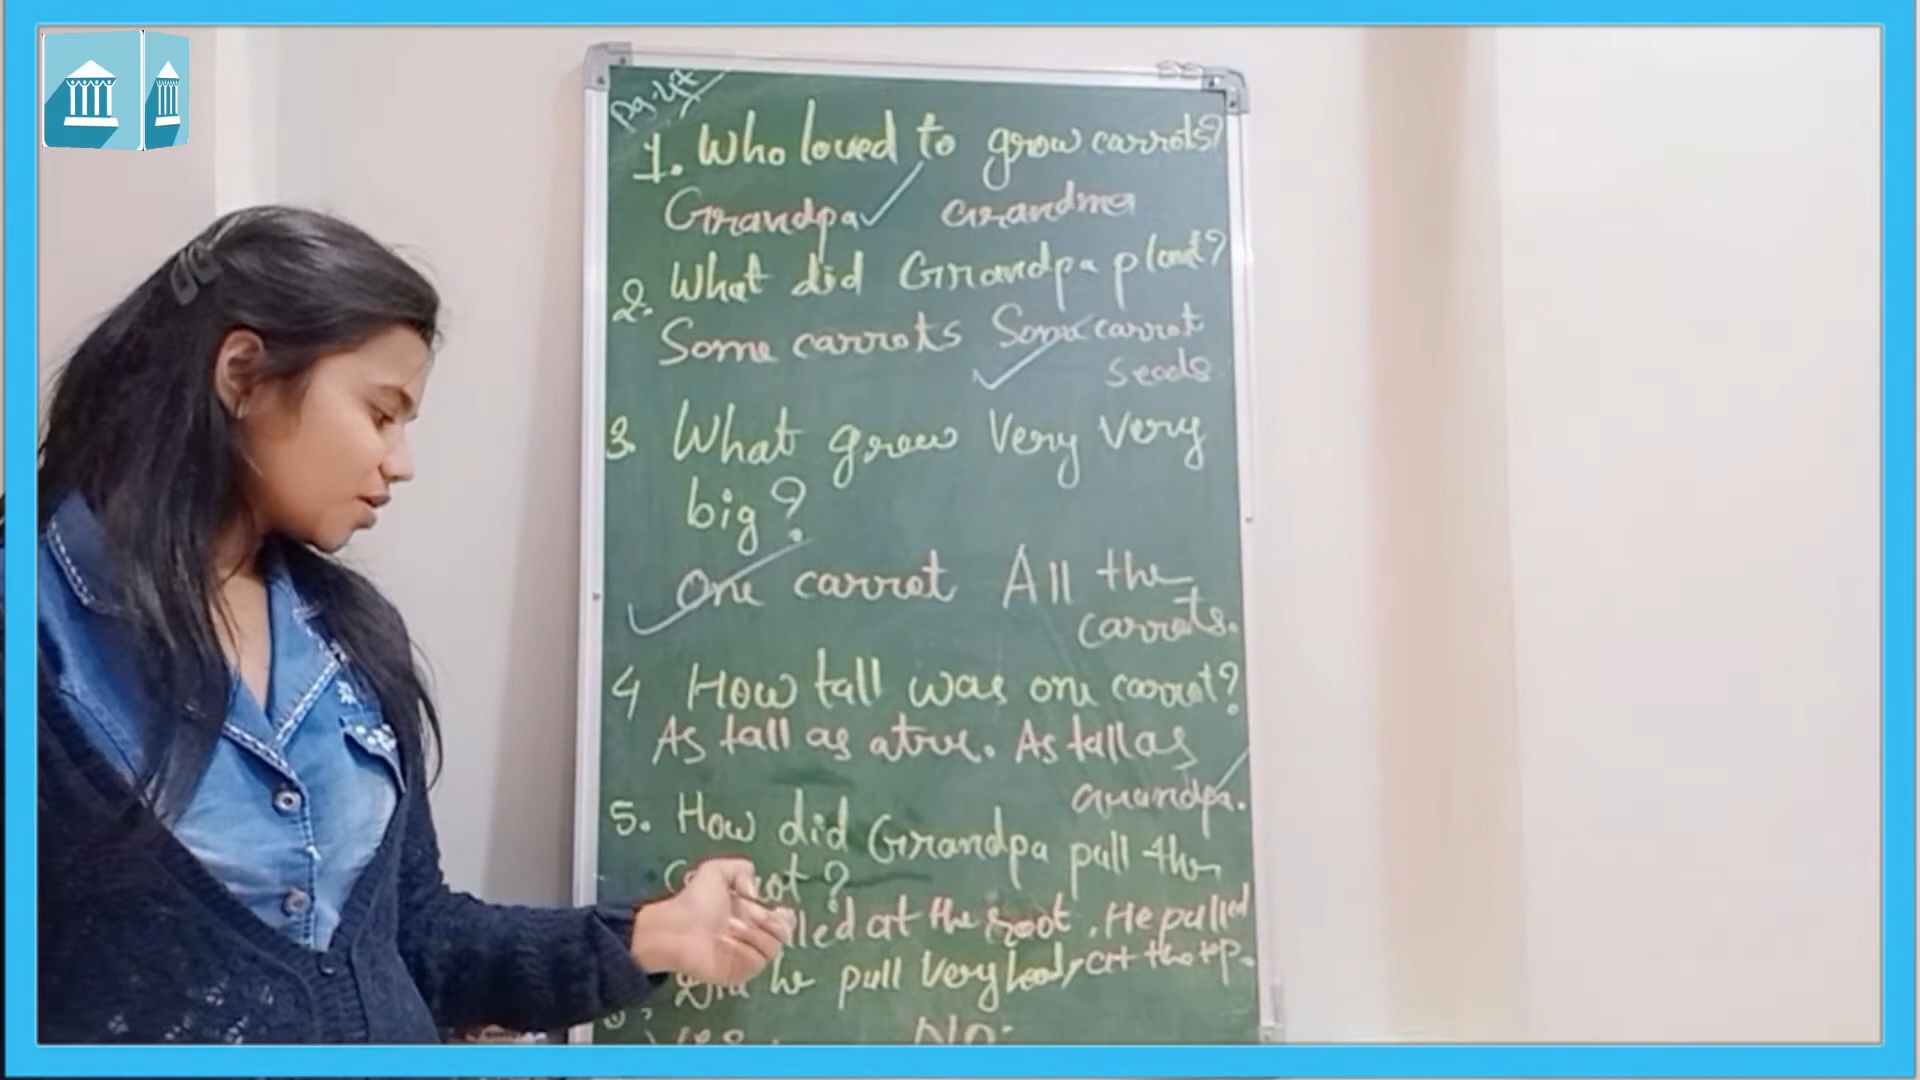 Pg-47
1. Who loved to grow carrots?
Grandpa Grandma
2. What did Grandpa plant?
Some carrots Some carrot
seeds
3. What grew Very Very
big?
One carrot All the
carrots.
4 How tall was one carrot?
As tall as a tree. As tall as
Grandpa.
5. How did Grandpa pull the
at the root. He pulled
at the top.
he pull Very
Yes. No.